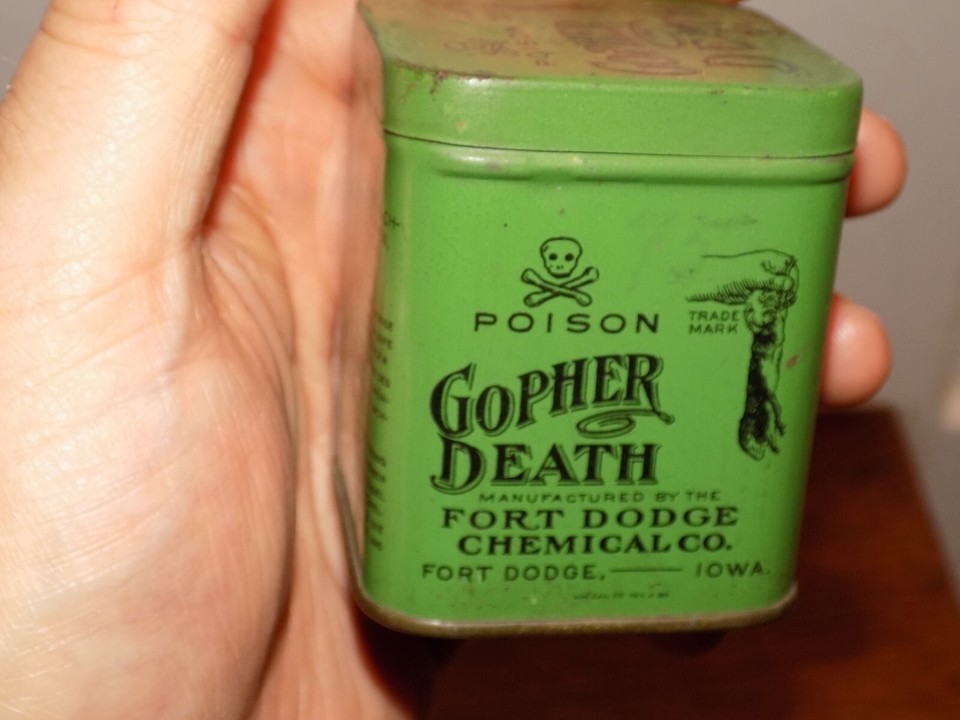 POISON
TRADE
MARK
GOPHER
DEATH
MANUFACTURED BY THE
FORT DODGE
CHEMICAL CO.
FORT DODGE, IOWA.